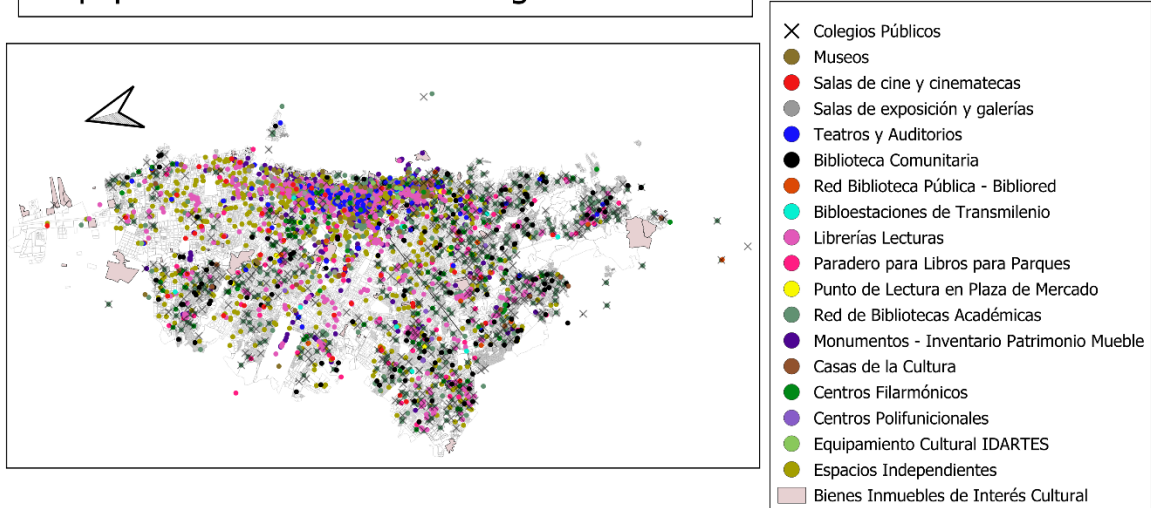 Colegios Públicos
Museos
Salas de cine y cinematecas
Salas de exposición y galerías
Teatros y Auditorios
Biblioteca Comunitaria
Red Biblioteca Pública - Bibliored
Bibloestaciones de Transmilenio
Librerías Lecturas
Paradero para Libros para Parques
Punto de Lectura en Plaza de Mercado
Red de Bibliotecas Académicas
Monumentos - Inventario Patrimonio Mueble
Casas de la Cultura
Centros Filarmónicos
Centros Polifunicionales
Equipamiento Cultural IDARTES
Espacios Independientes
Bienes Inmuebles de Interés Cultural